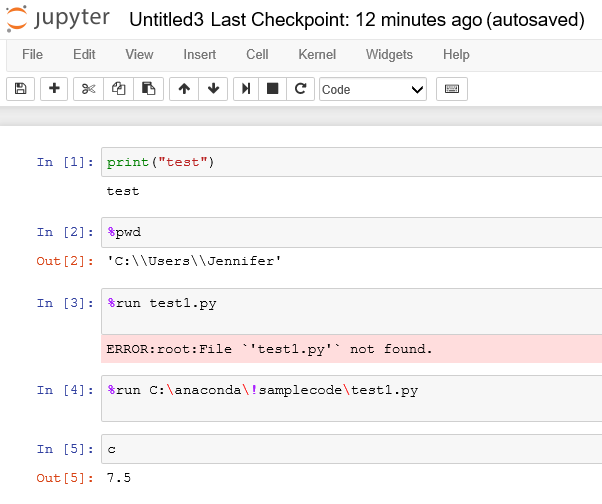 jupyter Untitled3 Last Checkpoint: 12 minutes ago (autosaved)
File Edit View Insert Cell Kernel Widgets Help
Code
In [1]: print("test")
test
In [2]: %pwd
Out[2]: 'C:\\Users\\Jennifer'
In [3]: %run test1.py
ERROR:root:File `'test1.py'` not found.
In [4]: %run C:\anaconda\!samplecode\test1.py
In [5]: c
Out[5]: 7.5